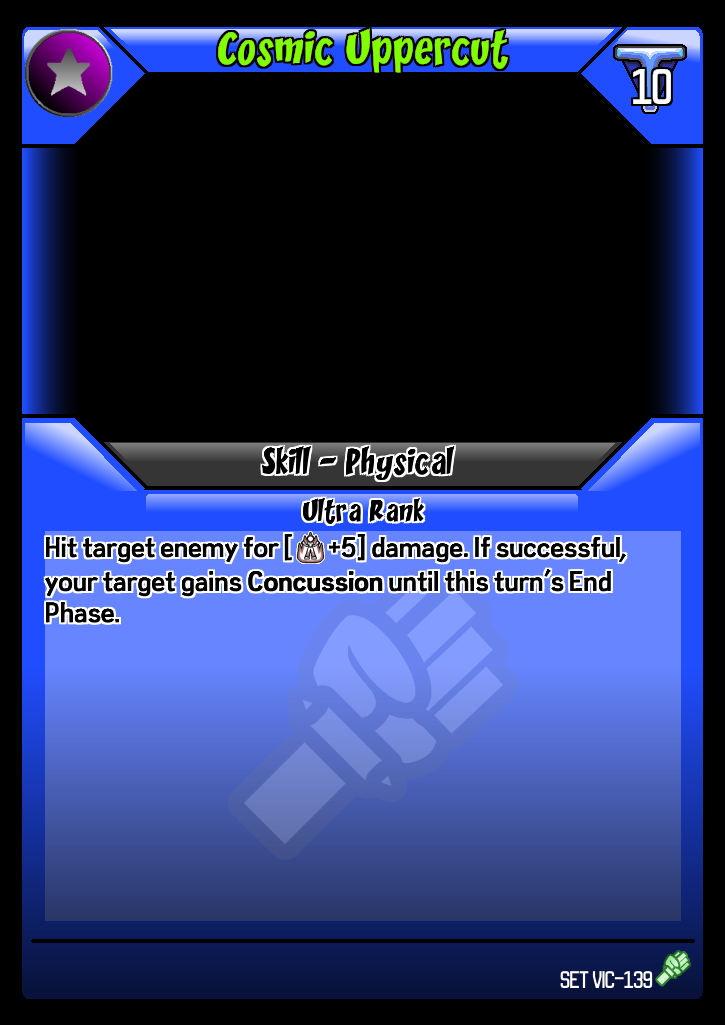 Cosmic Uppercut
10
Skill - Physical
Ultra Rank
Hit target enemy for [ +5] damage. If successful,
your target gains Concussion until this turn's End
Phase.
SET VIC-139